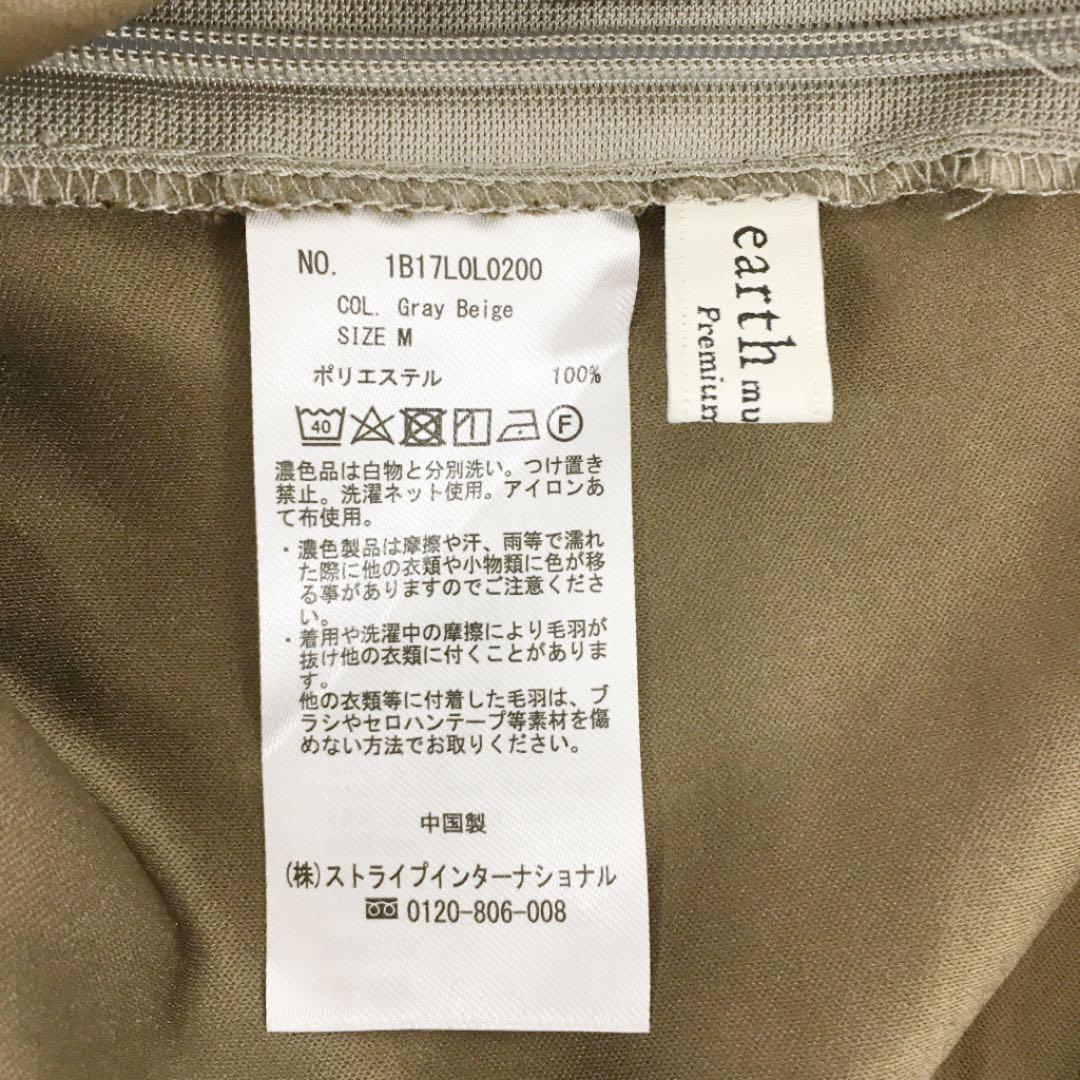 NO. 1B17L0L0200
COL. Gray Beige
SIZE M
ポリエステル 100%
40
F
濃色品は白物と分別洗い。つけ置き
禁止。洗濯ネット使用。アイロンあ
て布使用。
・濃色製品は摩擦や汗、雨等で濡れ
た際に他の衣類や小物類に色が移
る事がありますのでご注意くださ
い。
・着用や洗濯中の摩擦により毛羽が
抜け他の衣類に付くことがありま
す。
他の衣類等に付着した毛羽は、ブ
ラシやセロハンテープ等素材を傷
めない方法でお取りください。
中国製
(株)ストライプインターナショナル
0120-806-008
earth mu
Premium